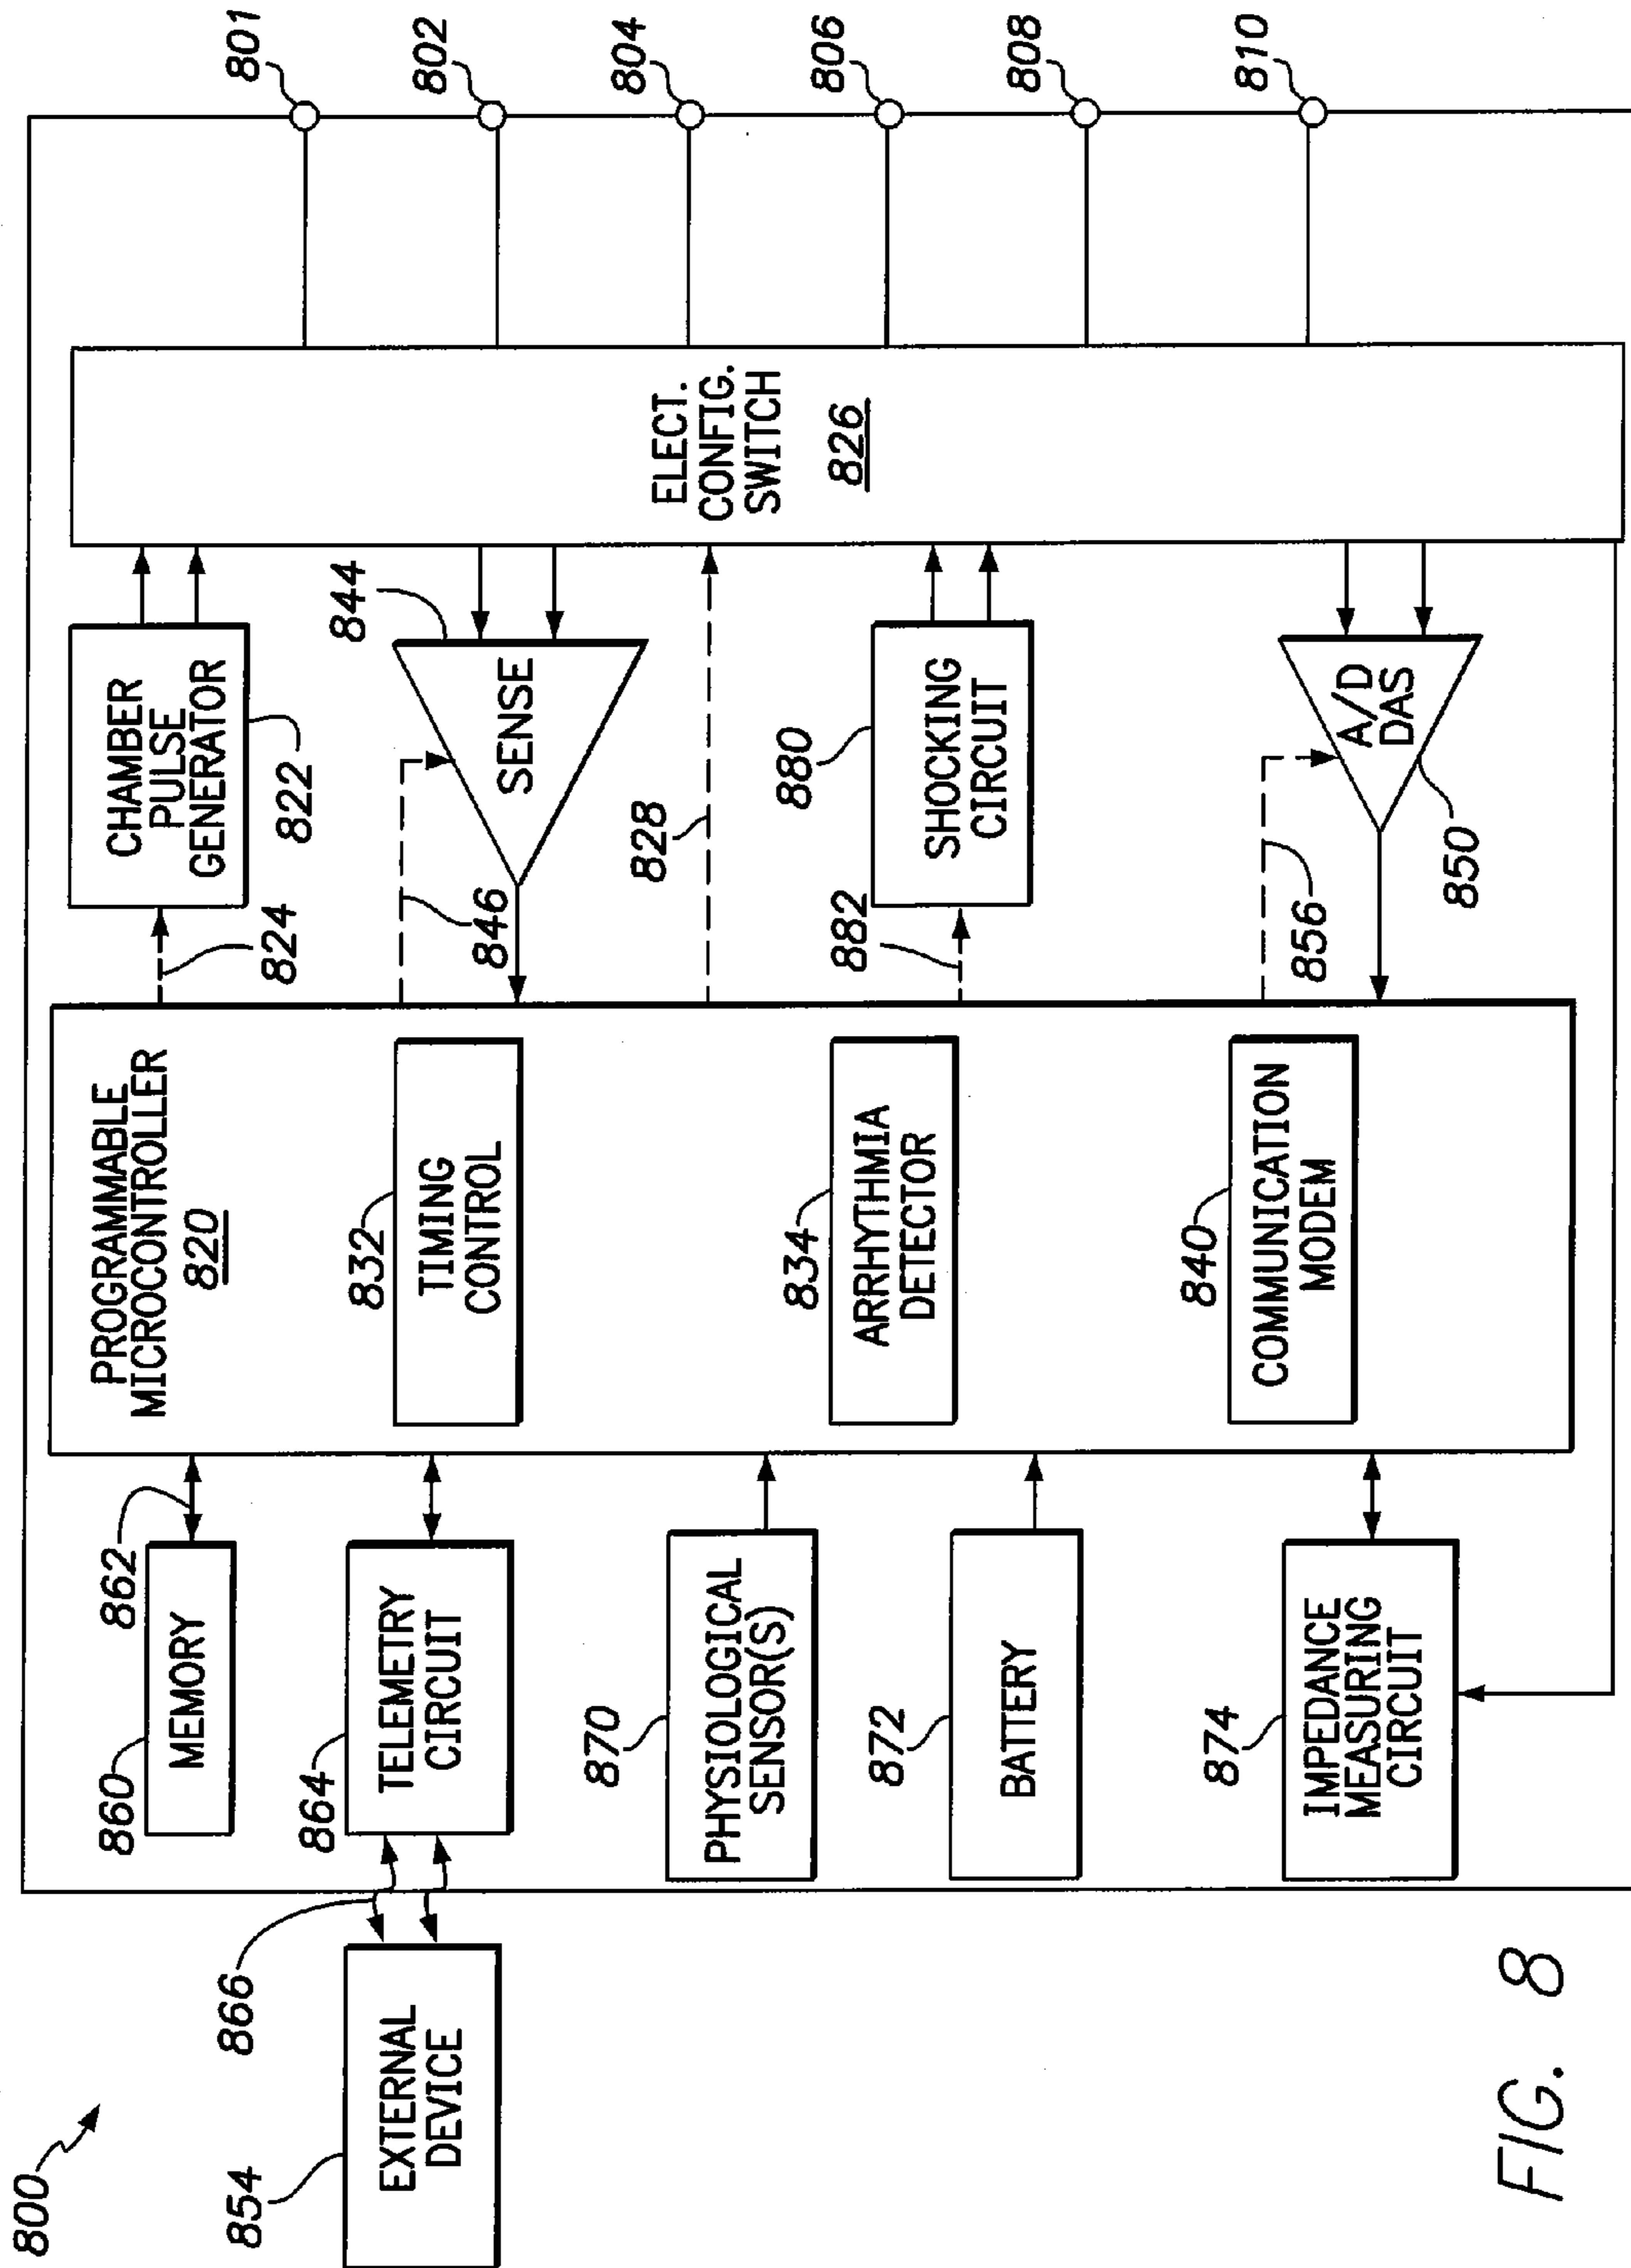 800
801
802
804
806
808
810
CHAMBER
PULSE
GENERATOR
822
824
844
SENSE
846
828
880
SHOCKING
CIRCUIT
882
A/D
DAS
850
856
ELECT.
CONFIG.
SWITCH
826
PROGRAMMABLE
MICROCONTROLLER
820
832
TIMING
CONTROL
834
ARRHYTHMIA
DETECTOR
840
COMMUNICATION
MODEM
862
860
MEMORY
864
TELEMETRY
CIRCUIT
866
870
PHYSIOLOGICAL
SENSOR(S)
872
BATTERY
874
IMPEDANCE
MEASURING
CIRCUIT
854
EXTERNAL
DEVICE
FIG. 8